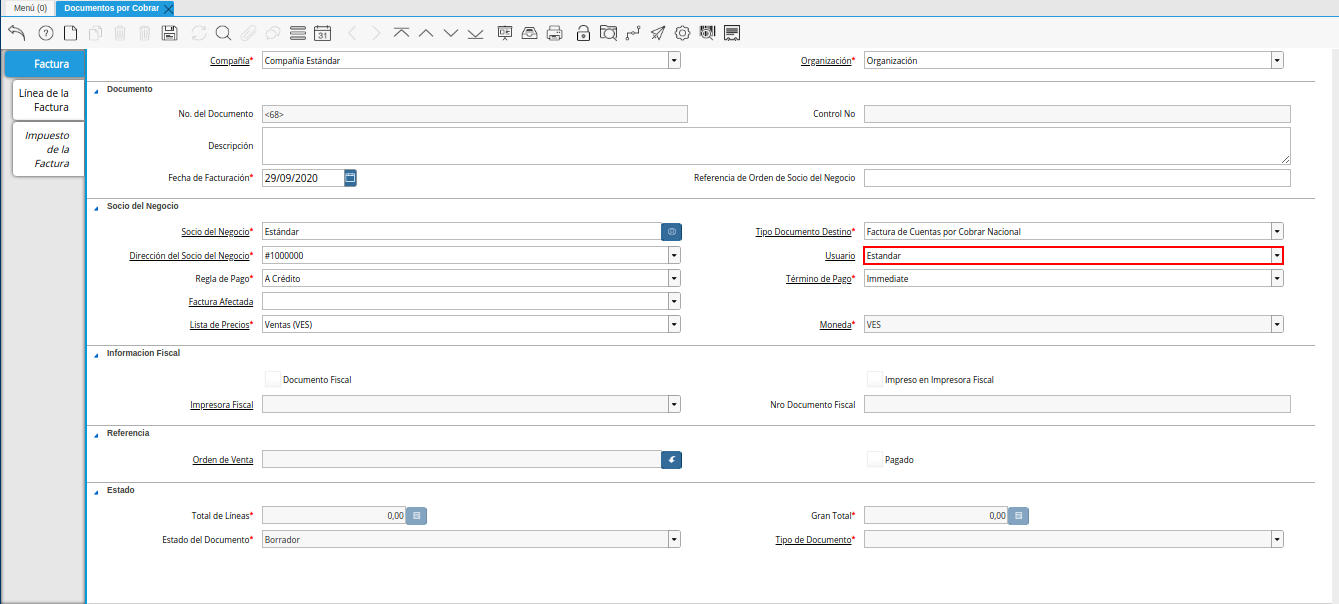 Menú (0) Documentos por Cobrar
31
Factura
Línea de la
Factura
Impuesto
de la
Factura
Compañía* Compañía Estándar Organización* Organización
Documento
No. del Documento <68> Control No
Descripción
Fecha de Facturación* 29/09/2020 Referencia de Orden de Socio del Negocio
Socio del Negocio
Socio del Negocio* Estándar Tipo Documento Destino* Factura de Cuentas por Cobrar Nacional
Dirección del Socio del Negocio* #1000000 Usuario Estandar
Regla de Pago* A Crédito Término de Pago* Immediate
Factura Afectada
Lista de Precios* Ventas (VES) Moneda* VES
Informacion Fiscal
Documento Fiscal Impreso en Impresora Fiscal
Impresora Fiscal Nro Documento Fiscal
Referencia
Orden de Venta Pagado
Estado
Total de Líneas* 0,00 Gran Total* 0,00
Estado del Documento* Borrador Tipo de Documento*